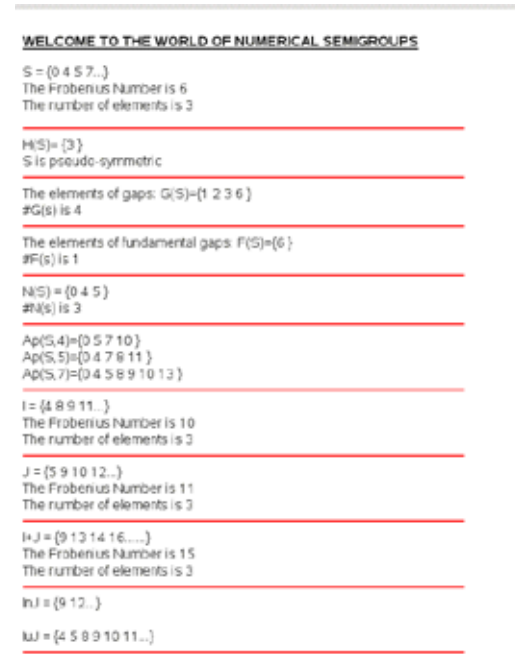 WELCOME TO THE WORLD OF NUMERICAL SEMIGROUPS
S = {0 4 5 7...}
The Frobenius Number is 6
The number of elements is 3
H(S)= {3}
S is pseudo-symmetric
The elements of gaps: G(S)={1 2 3 6 }
#G(s) is 4
The elements of fundamental gaps: F(S)={6 }
#F(s) is 1
N(S) = {0 4 5 }
#N(s) is 3
Ap(S,4)={0 5 7 10 }
Ap(S,5)={0 4 7 8 11 }
Ap(S,7)={0 4 5 8 9 10 13 }
I = {4 8 9 11...}
The Frobenius Number is 10
The number of elements is 3
J = {5 9 10 12...}
The Frobenius Number is 11
The number of elements is 3
I+J = {9 13 14 16......}
The Frobenius Number is 15
The number of elements is 3
InJ = {9 12...}
IuJ = {4 5 8 9 10 11...}